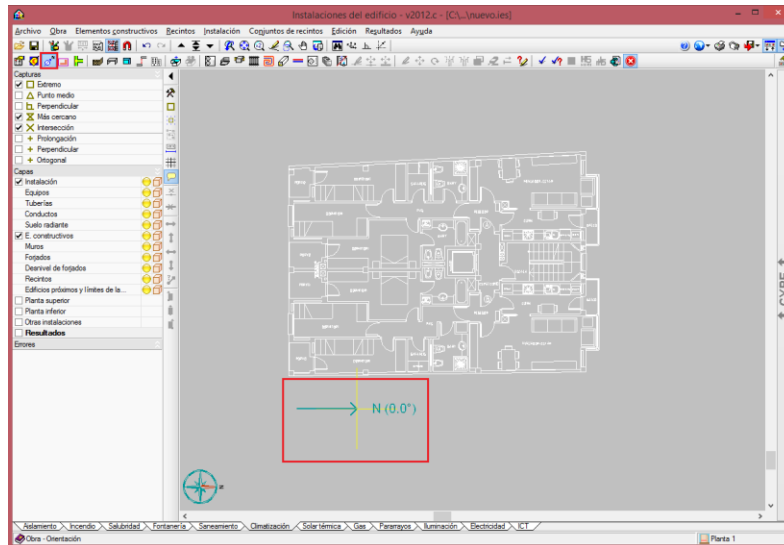 Instalaciones del edificio - v2012.c - [C:\...\nuevo.ies]
Archivo Obra Elementos constructivos Recintos Instalación Conjuntos de recintos Edición Resultados Ayuda
Capturas
Extremo
Punto medio
Perpendicular
Más cercano
Intersección
Prolongación
Perpendicular
Ortogonal
Capas
Instalación
Equipos
Tuberías
Conductos
Suelo radiante
E. constructivos
Muros
Forjados
Desnivel de forjados
Recintos
Edificios próximos y límites de la...
Planta superior
Planta inferior
Otras instalaciones
Resultados
Errores
N (0.0°)
CYPE
Aislamiento Incendio Salubridad Fontanería Saneamiento Climatización Solar térmica Gas Pararrayos Iluminación Electricidad ICT
Obra - Orientación
Planta 1